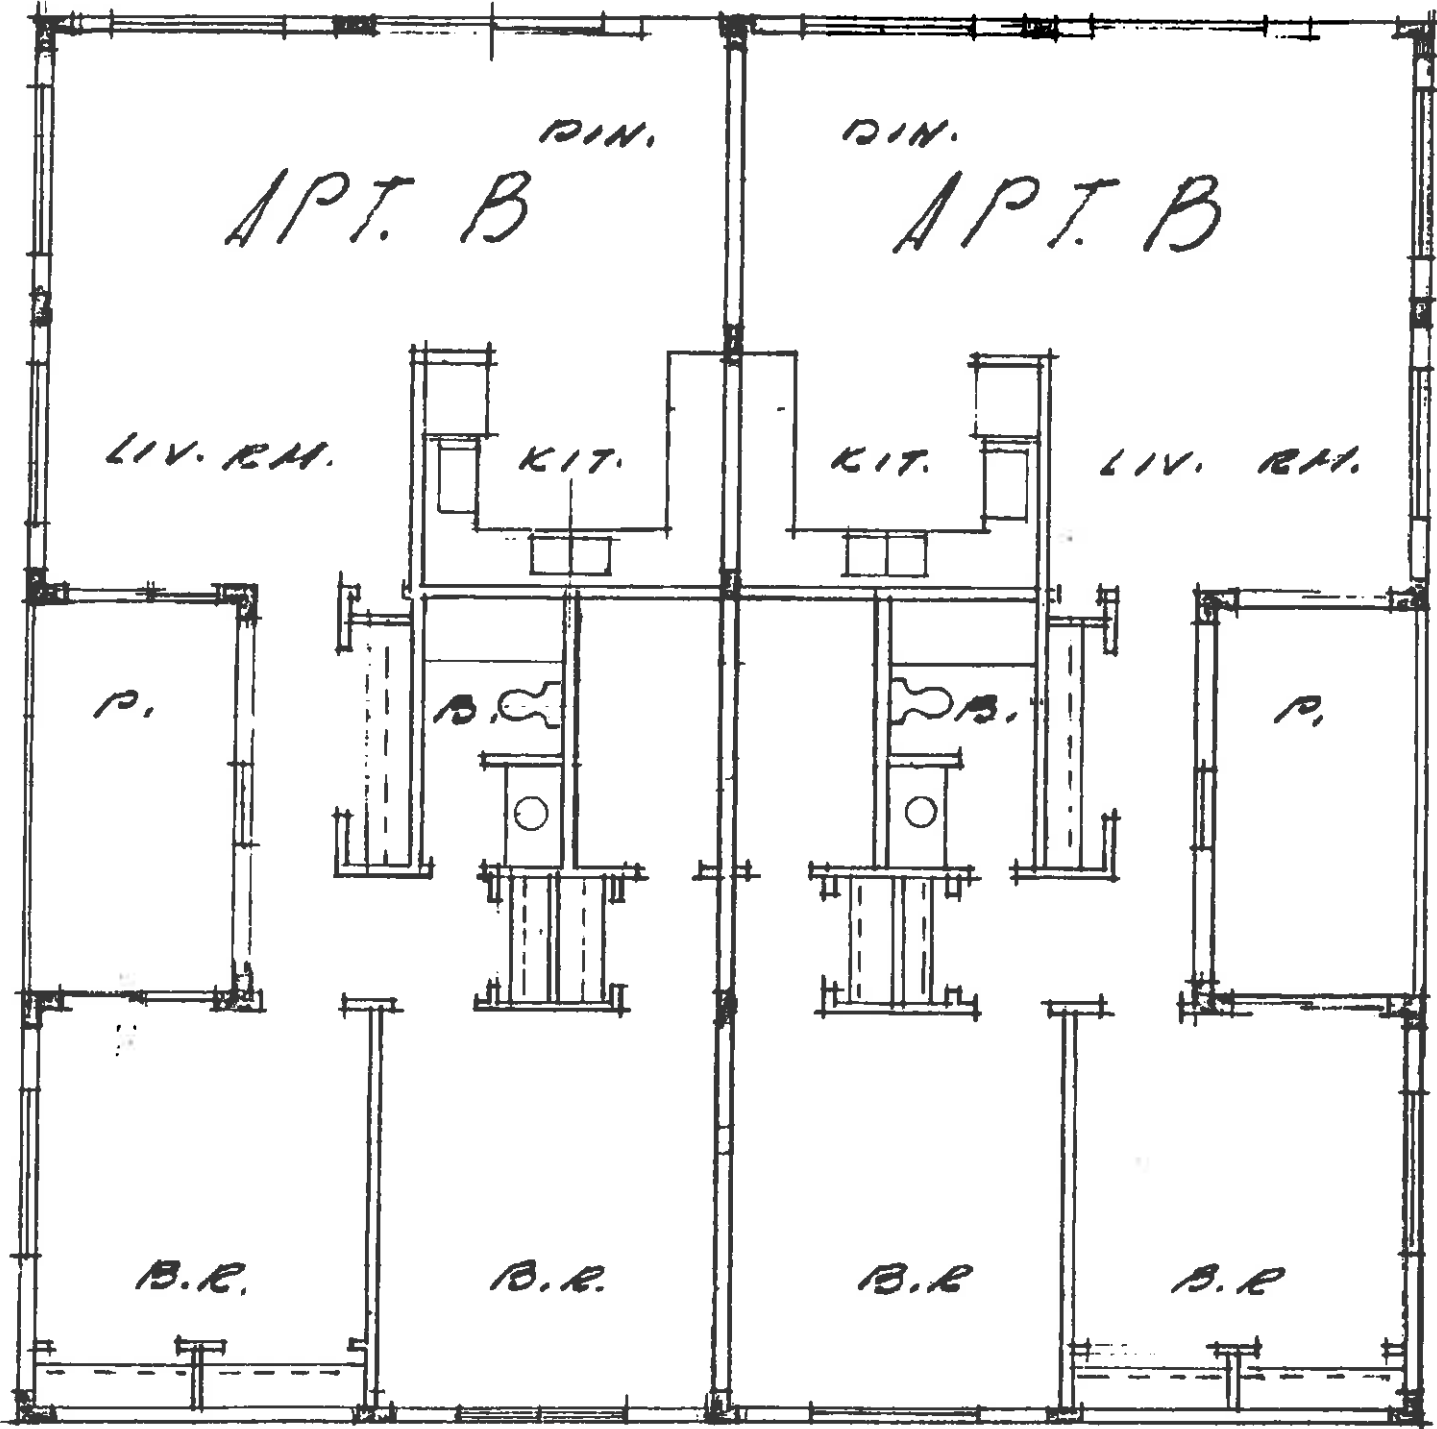 DIN. DIN.
APT. B APT. B
LIV. RM. KIT. KIT. LIV. RM.
P. B. B. P.
B.R. B.R. B.R B.R